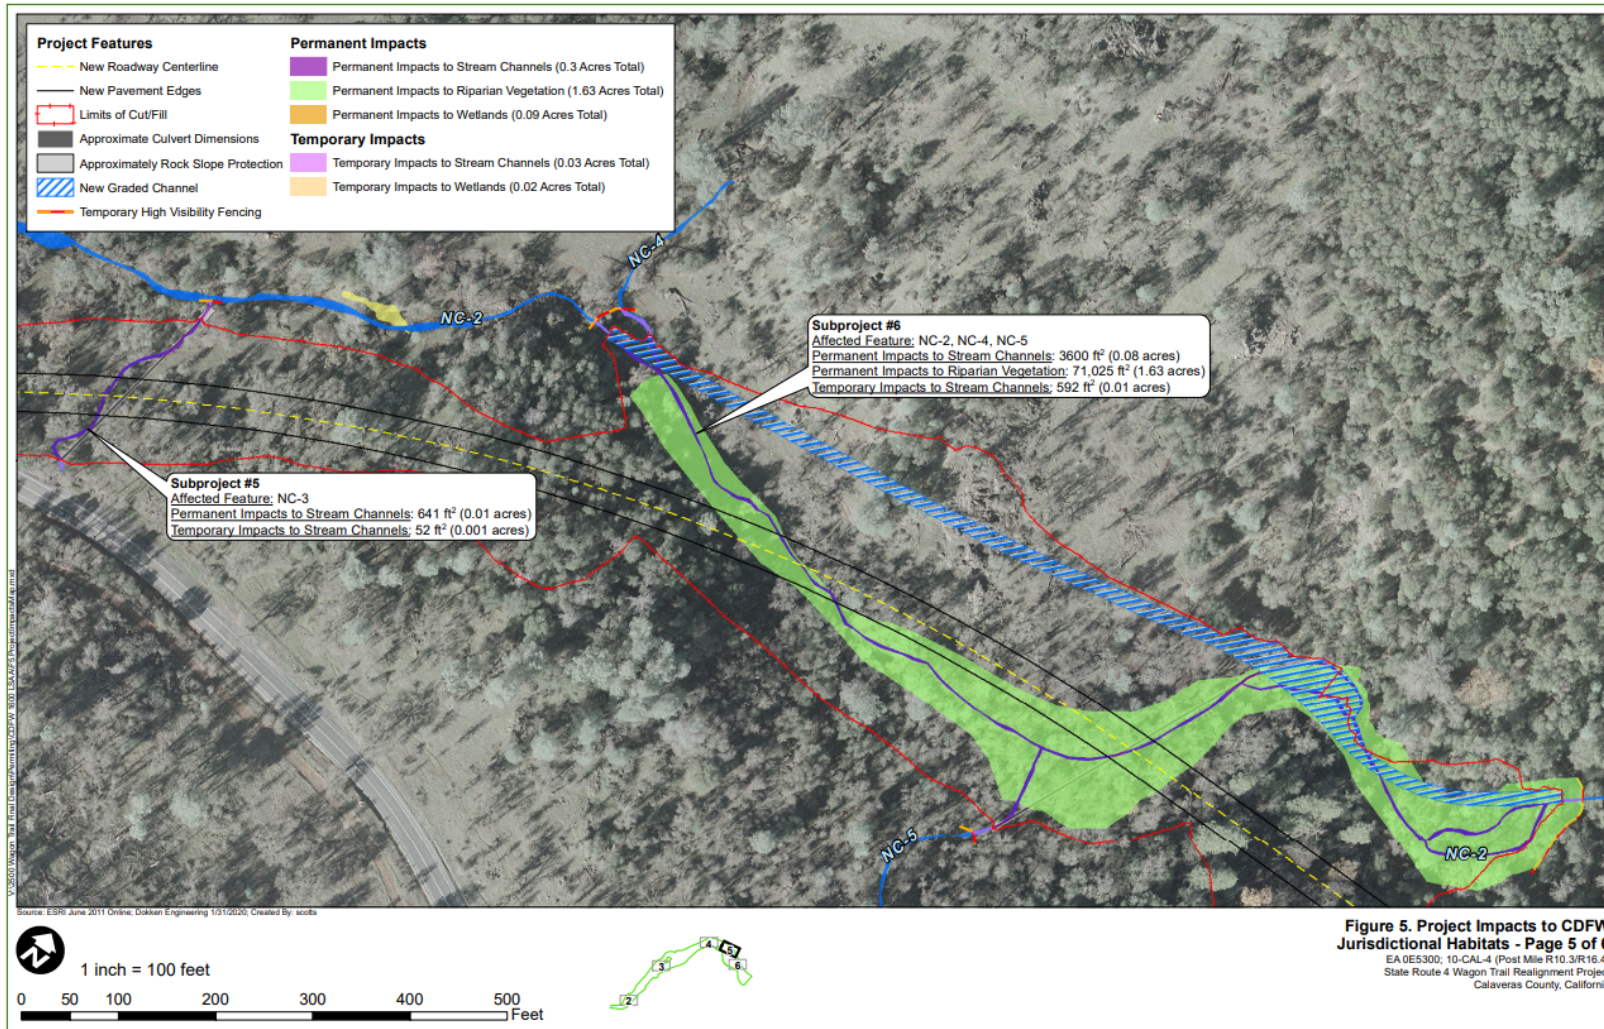 Project Features
New Roadway Centerline
New Pavement Edges
Limits of Cut/Fill
Approximate Culvert Dimensions
Approximately Rock Slope Protection
New Graded Channel
Temporary High Visibility Fencing
Permanent Impacts
Permanent Impacts to Stream Channels (0.3 Acres Total)
Permanent Impacts to Riparian Vegetation (1.63 Acres Total)
Permanent Impacts to Wetlands (0.09 Acres Total)
Temporary Impacts
Temporary Impacts to Stream Channels (0.03 Acres Total)
Temporary Impacts to Wetlands (0.02 Acres Total)
NC-4
NC-2
Subproject #6
Affected Feature: NC-2, NC-4, NC-5
Permanent Impacts to Stream Channels: 3600 ft² (0.08 acres)
Permanent Impacts to Riparian Vegetation: 71,025 ft² (1.63 acres)
Temporary Impacts to Stream Channels: 592 ft² (0.01 acres)
Subproject #5
Affected Feature: NC-3
Permanent Impacts to Stream Channels: 641 ft² (0.01 acres)
Temporary Impacts to Stream Channels: 52 ft² (0.001 acres)
NC-5
NC-2
Source: ESRI June 2011 Online; Dokken Engineering 1/31/2020; Created By: scotts
N
1 inch = 100 feet
0 50 100 200 300 400 500
Feet
2
3
4
5
6
Figure 5. Project Impacts to CDFW
Jurisdictional Habitats - Page 5 of 6
EA 0E5300; 10-CAL-4 (Post Mile R10.3/R16.4
State Route 4 Wagon Trail Realignment Projec
Calaveras County, Californi